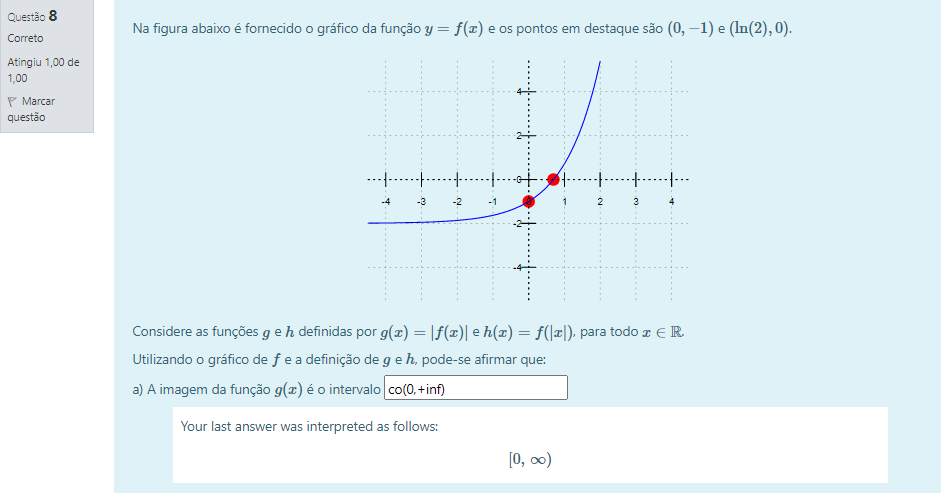 Questão 8
Correto
Atingiu 1,00 de
1,00
Marcar
questão
Na figura abaixo é fornecido o gráfico da função y = f(x) e os pontos em destaque são (0, −1) e (ln(2), 0).
4
2
0
-4 -3 -2 -1 1 2 3 4
-2
-4
Considere as funções g e h definidas por g(x) = |f(x)| e h(x) = f(|x|), para todo x ∈ ℝ.
Utilizando o gráfico de f e a definição de g e h, pode-se afirmar que:
a) A imagem da função g(x) é o intervalo co(0,+inf)
Your last answer was interpreted as follows:
[0, ∞)